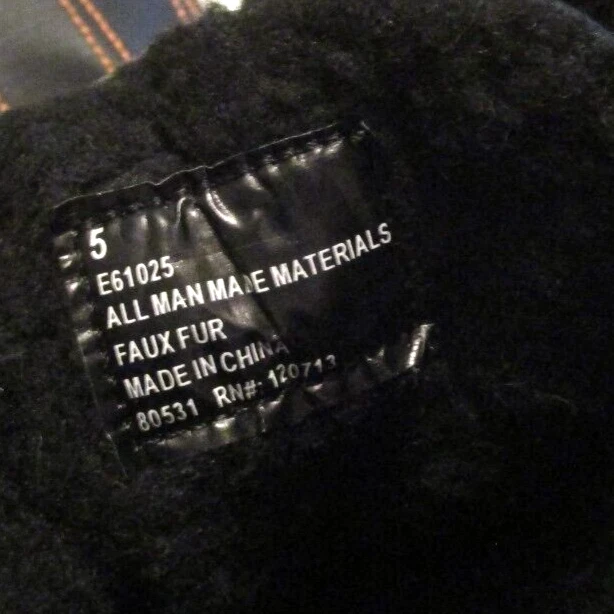 5
E61025
ALL MAN MADE MATERIALS
FAUX FUR
MADE IN CHINA
80531 RN#: 120713